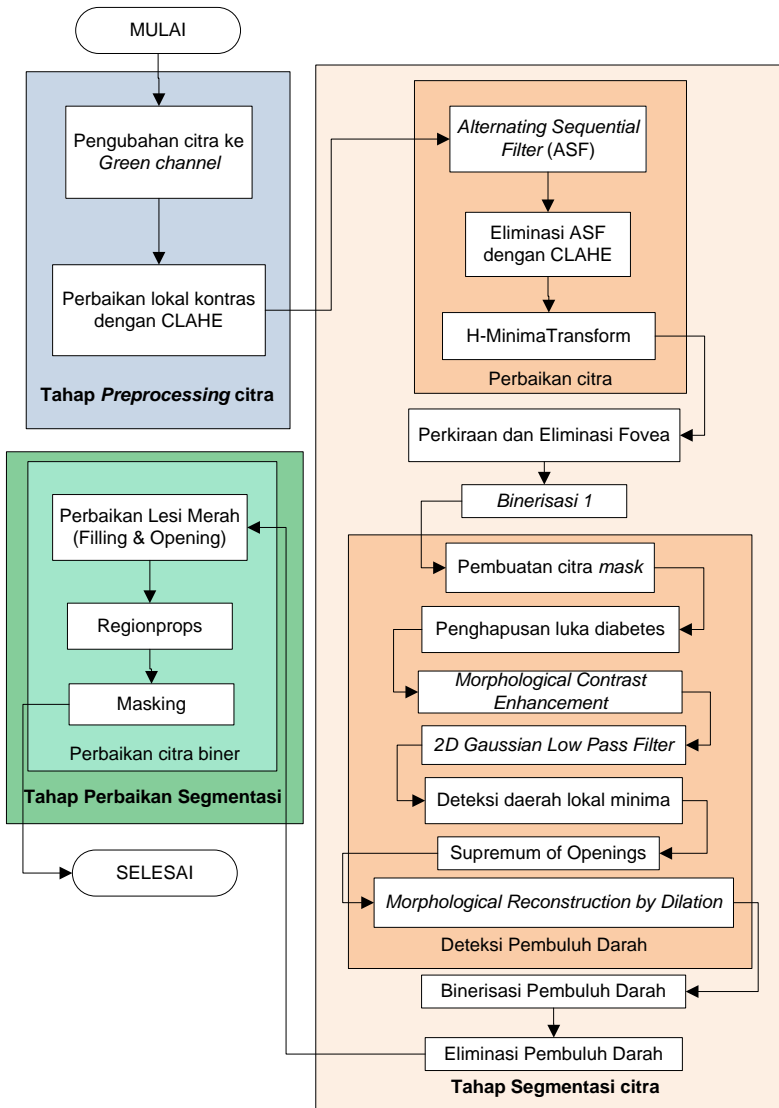 MULAI
Pengubahan citra ke
Green channel
Perbaikan lokal kontras
dengan CLAHE
Tahap Preprocessing citra
Alternating Sequential
Filter (ASF)
Eliminasi ASF
dengan CLAHE
H-MinimaTransform
Perbaikan citra
Perkiraan dan Eliminasi Fovea
Binerisasi 1
Pembuatan citra mask
Penghapusan luka diabetes
Morphological Contrast
Enhancement
2D Gaussian Low Pass Filter
Deteksi daerah lokal minima
Supremum of Openings
Morphological Reconstruction by Dilation
Deteksi Pembuluh Darah
Binerisasi Pembuluh Darah
Eliminasi Pembuluh Darah
Tahap Segmentasi citra
Perbaikan Lesi Merah
(Filling & Opening)
Regionprops
Masking
Perbaikan citra biner
Tahap Perbaikan Segmentasi
SELESAI